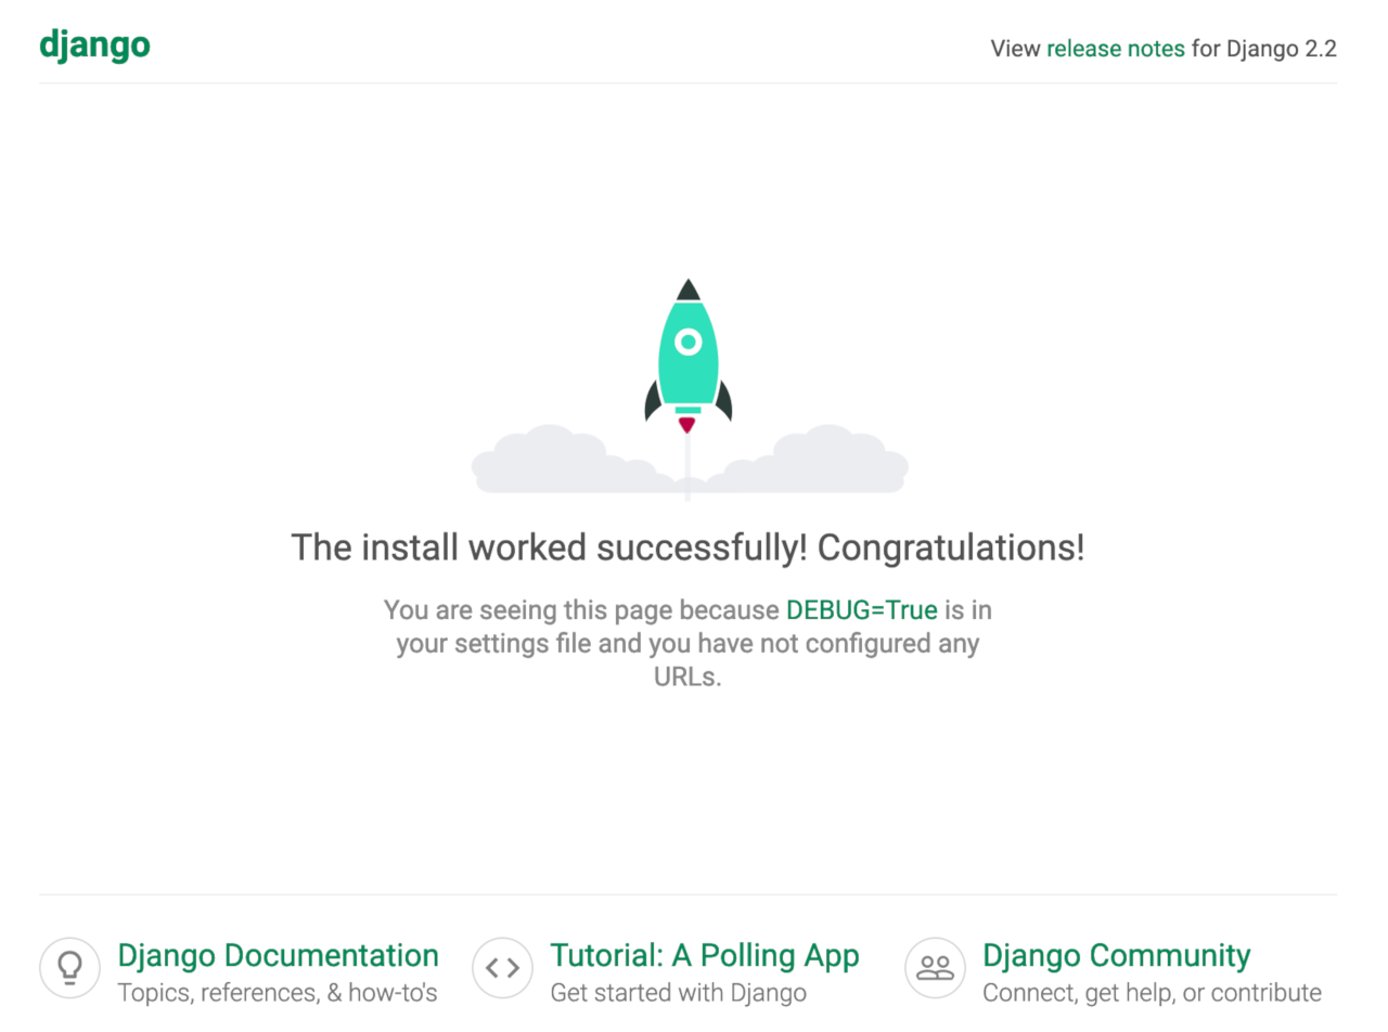 django
View release notes for Django 2.2
The install worked successfully! Congratulations!
You are seeing this page because DEBUG=True is in
your settings file and you have not configured any
URLs.
Django Documentation
Topics, references, & how-to's
Tutorial: A Polling App
Get started with Django
Django Community
Connect, get help, or contribute